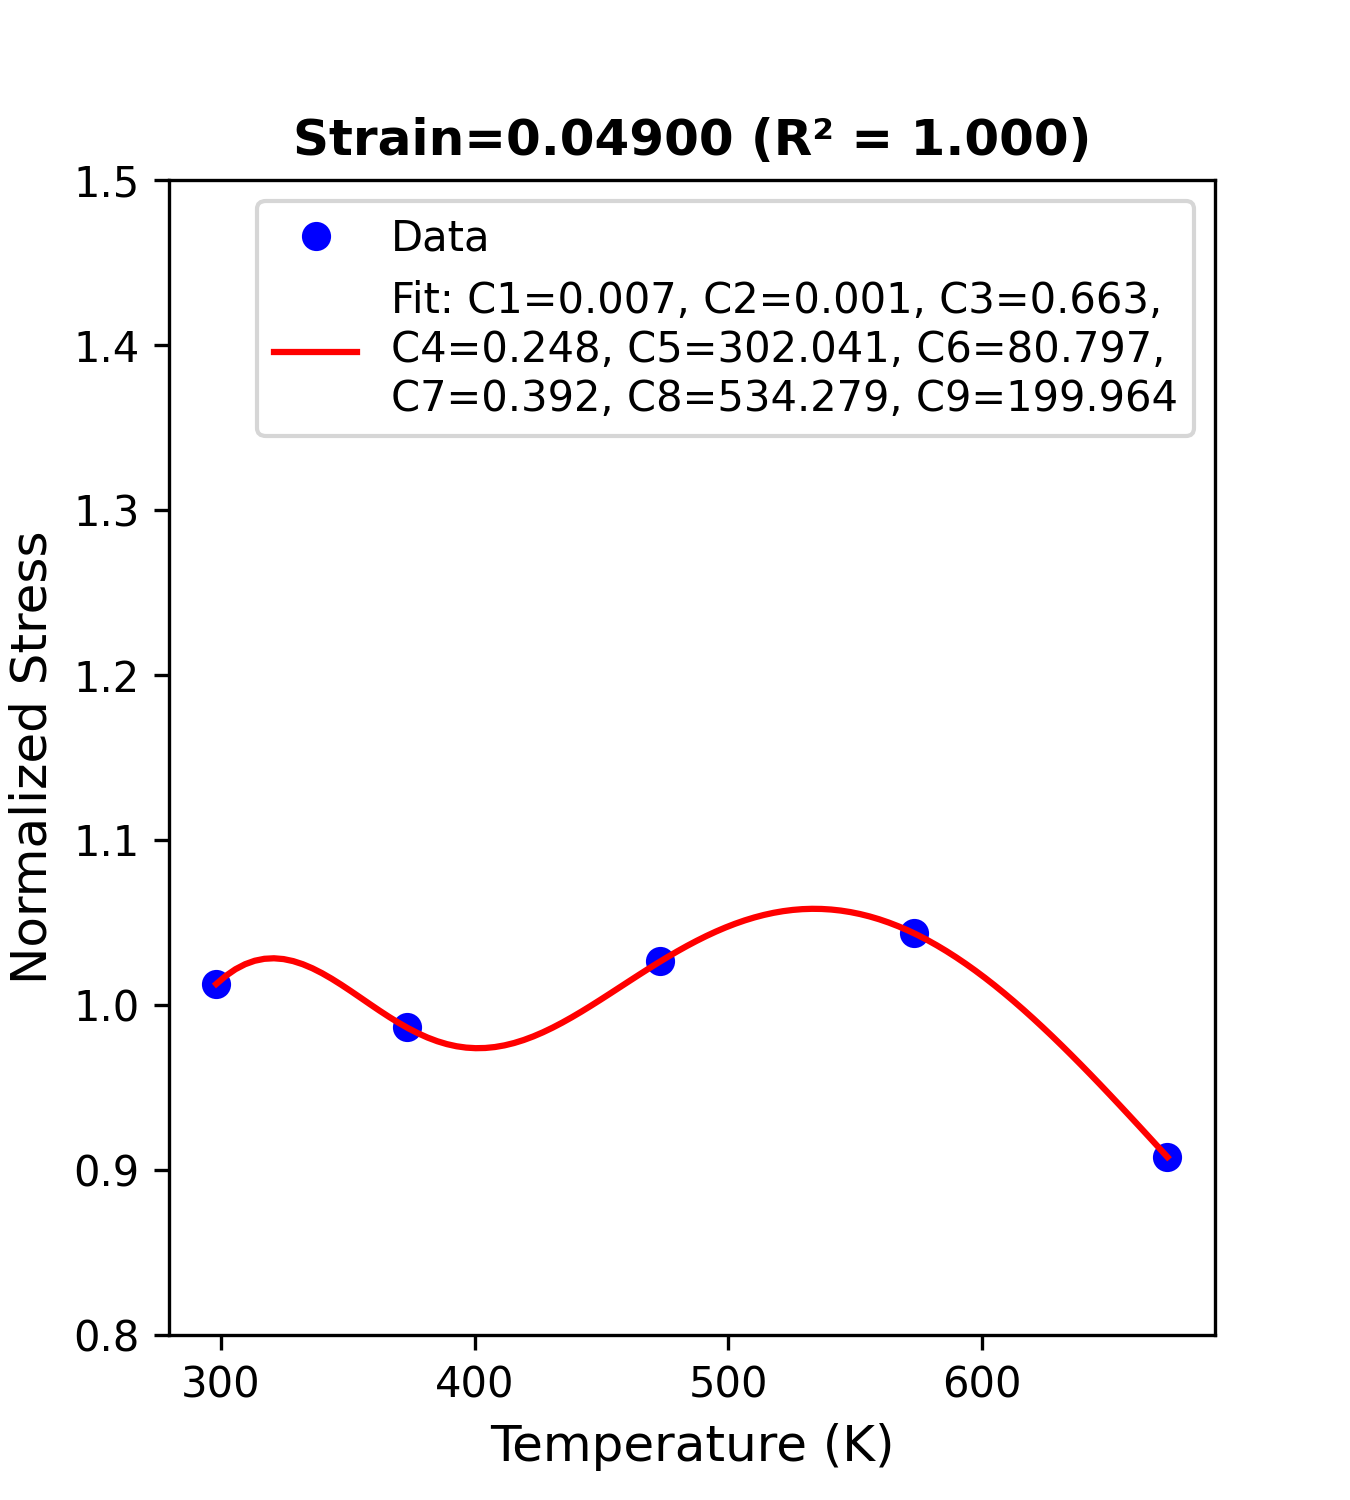 Strain=0.04900 (R² = 1.000)
1.5
1.4
1.3
1.2
1.1
1.0
0.9
0.8
Normalized Stress
Data
Fit: C1=0.007, C2=0.001, C3=0.663,
C4=0.248, C5=302.041, C6=80.797,
C7=0.392, C8=534.279, C9=199.964
300 400 500 600
Temperature (K)